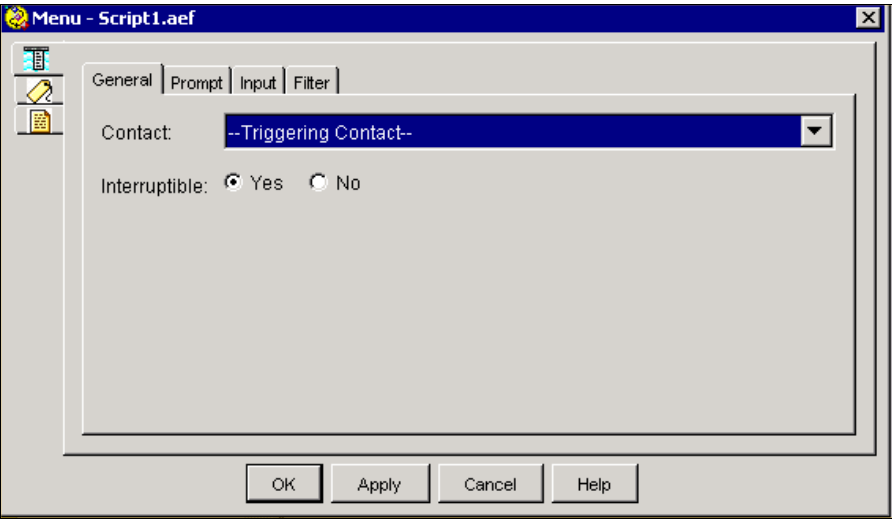 Menu - Script1.aef
General Prompt Input Filter
Contact: --Triggering Contact--
Interruptible: Yes No
OK Apply Cancel Help